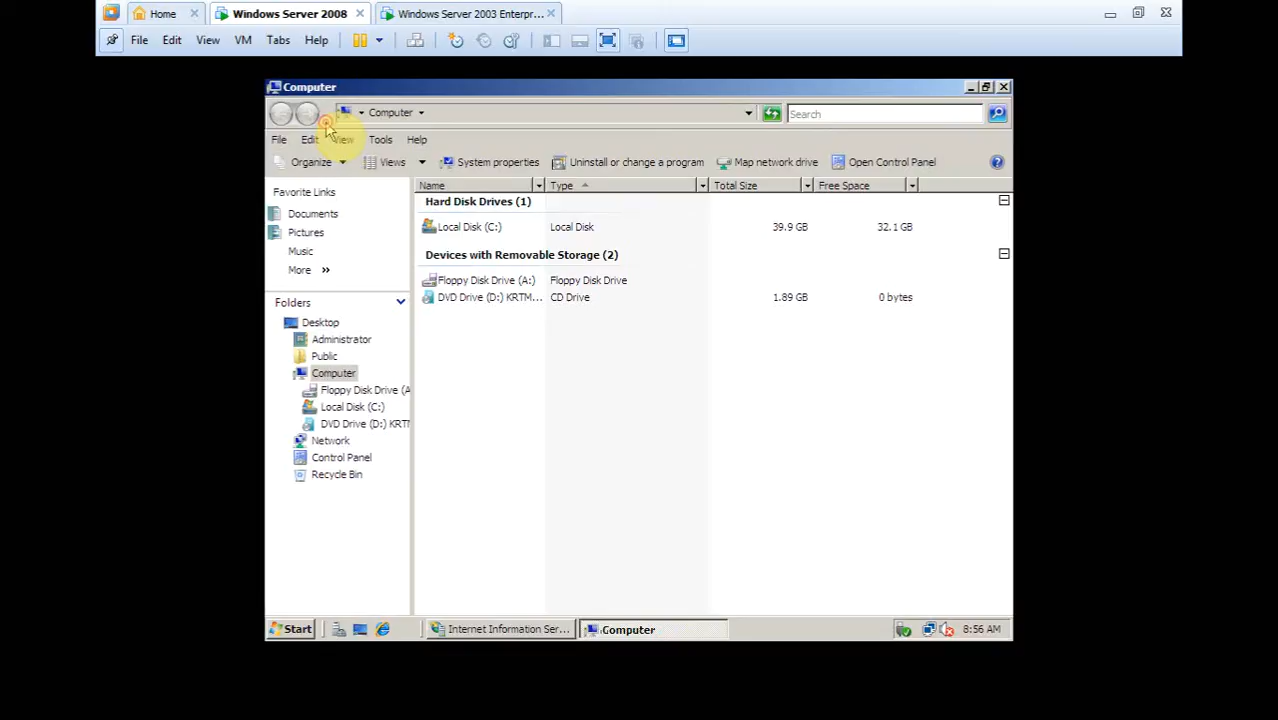 Home
Windows Server 2008
Windows Server 2003 Enterpr...
File Edit View VM Tabs Help
Computer
Computer
Search
File Edit View Tools Help
Organize Views System properties Uninstall or change a program Map network drive Open Control Panel
Favorite Links
Documents
Pictures
Music
More »
Folders
Desktop
Administrator
Public
Computer
Floppy Disk Drive (A
Local Disk (C:)
DVD Drive (D:) KRTM
Network
Control Panel
Recycle Bin
Name Type Total Size Free Space
Hard Disk Drives (1)
Local Disk (C:) Local Disk 39.9 GB 32.1 GB
Devices with Removable Storage (2)
Floppy Disk Drive (A:) Floppy Disk Drive
DVD Drive (D:) KRTM... CD Drive 1.89 GB 0 bytes
Start Internet Information Ser... Computer 8:56 AM